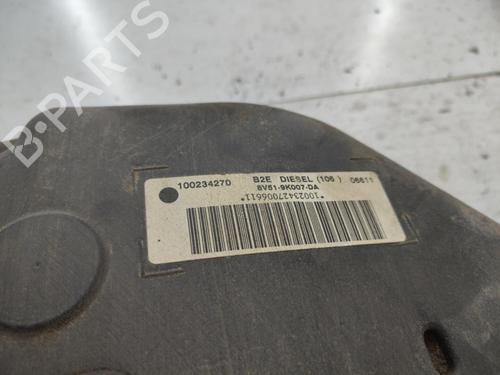 100234270 B2E DIESEL (106) 06611
8V51-9K007-DA
*10023427006611*
B-PARTS